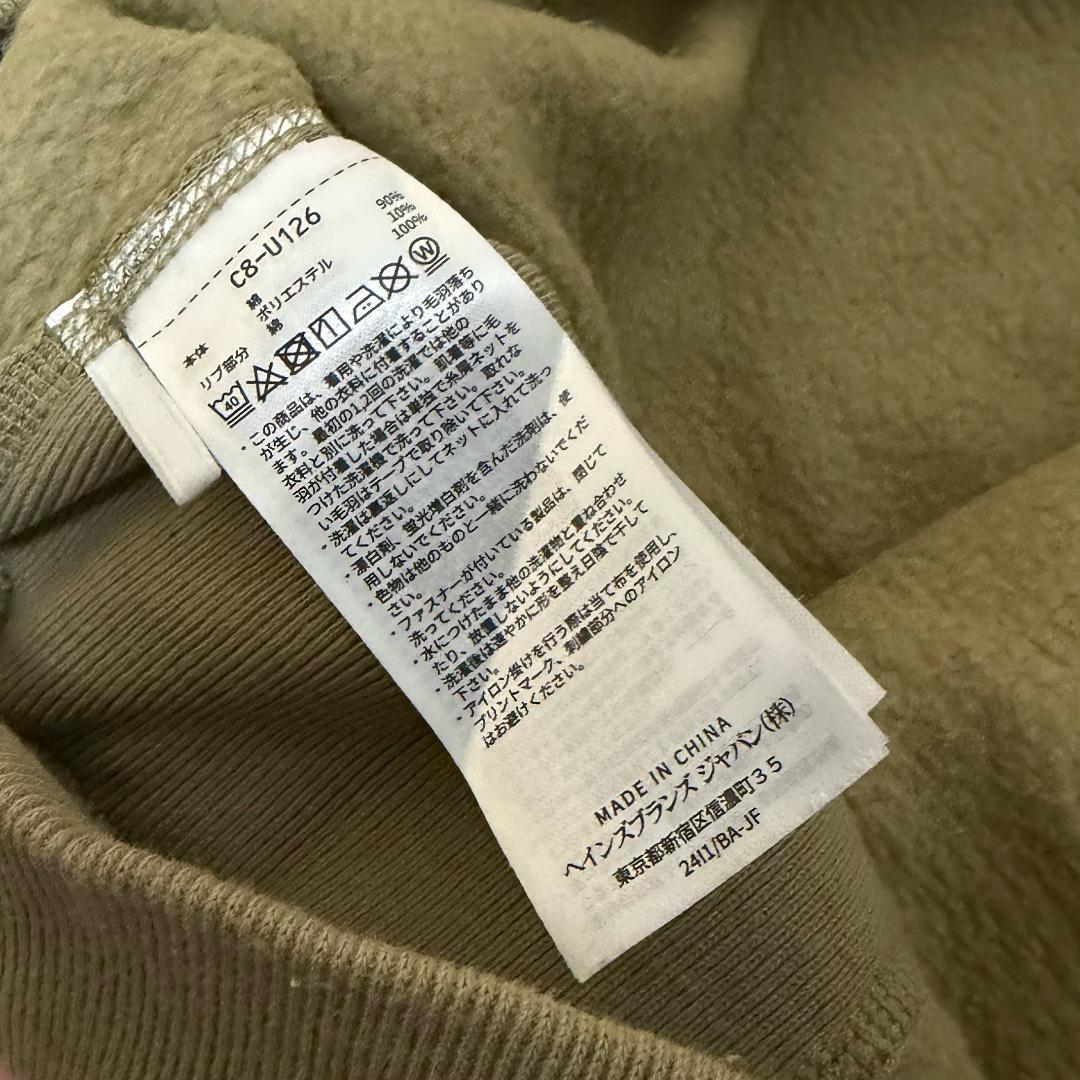 C8-U126
本体 綿 90%
ポリエステル 10%
リブ部分 綿 100%
40 W
・この商品は、着用や洗濯により毛羽落ち
が生じ、他の衣料に付着することがあり
ます。最初の1,2回の洗濯では他の
衣料と別に洗って下さい。肌着等に毛
羽が付着した場合は単独で糸屑ネットを
つけた洗濯機で洗って下さい。取れな
い毛羽はテープで取り除いて下さい。
・洗濯は裏返しにしてネットに入れて洗っ
てください。
・漂白剤、蛍光増白剤を含んだ洗剤は、使
用しないでください。
・色物は他のものと一緒に洗わないでくだ
さい。
・ファスナーが付いている製品は、閉じて
洗ってください。
・水につけたまま他の洗濯物と重ね合わせ
たり、放置しないようにしてください。
・洗濯後は速やかに形を整え日陰で干して
下さい。
・アイロン掛けを行う際は当て布を使用し、
プリントマーク、刺繍部分へのアイロン
はお避けください。
MADE IN CHINA
ヘインズブランズ ジャパン(株)
東京都新宿区信濃町35
24I1/BA-JF